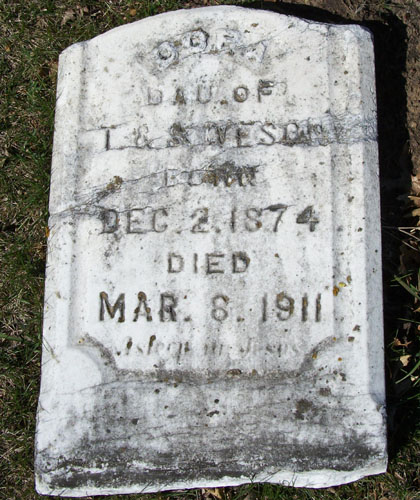 DAU. OF
T. &
BORN
DEC. 2. 1874
DIED
MAR. 8. 1911
Asleep in Jesus